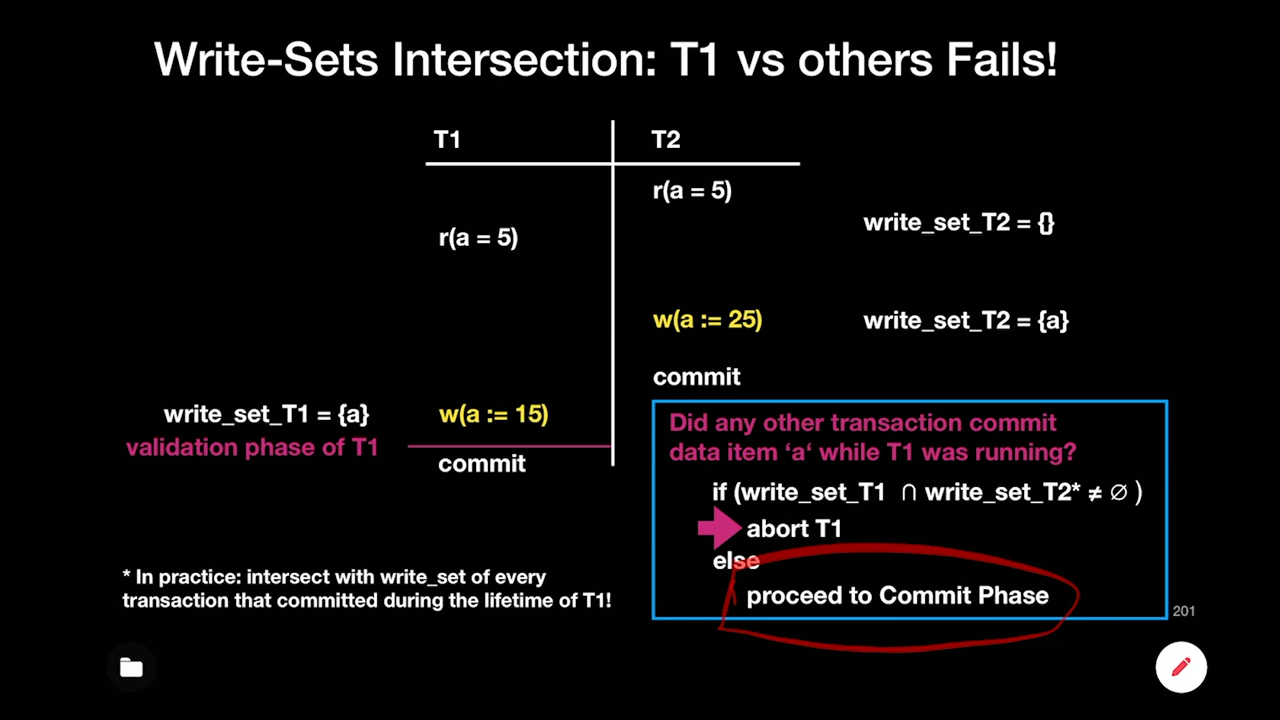 Write-Sets Intersection: T1 vs others Fails!
T1
T2
r(a = 5)
write_set_T2 = {}
r(a = 5)
w(a := 25)
write_set_T2 = {a}
commit
write_set_T1 = {a}
w(a := 15)
validation phase of T1
commit
Did any other transaction commit
data item ‘a‘ while T1 was running?
if (write_set_T1 ∩ write_set_T2* ≠ ∅ )
abort T1
else
proceed to Commit Phase
* In practice: intersect with write_set of every
transaction that committed during the lifetime of T1!
201